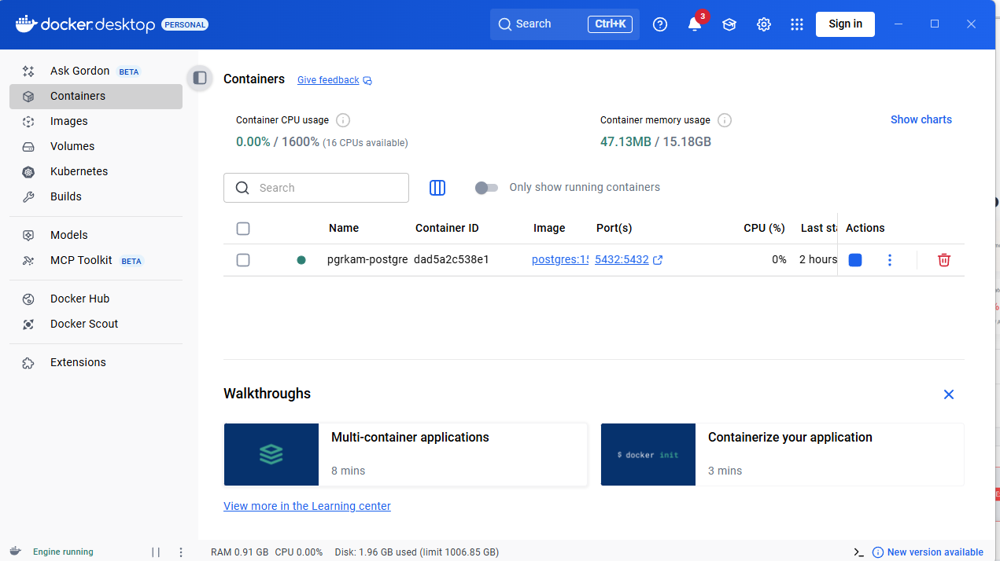 docker.desktop PERSONAL
Search Ctrl+K
3
Sign in
Ask Gordon BETA
Containers
Images
Volumes
Kubernetes
Builds
Models
MCP Toolkit BETA
Docker Hub
Docker Scout
Extensions
Containers Give feedback
Container CPU usage
0.00% / 1600% (16 CPUs available)
Container memory usage
47.13MB / 15.18GB
Show charts
Search
Only show running containers
Name Container ID Image Port(s) CPU (%) Last sta Actions
pgrkam-postgre dad5a2c538e1 postgres:15 5432:5432 0% 2 hours
Walkthroughs
$ docker init
Multi-container applications
8 mins
Containerize your application
3 mins
View more in the Learning center
Engine running
RAM 0.91 GB CPU 0.00% Disk: 1.96 GB used (limit 1006.85 GB)
New version available